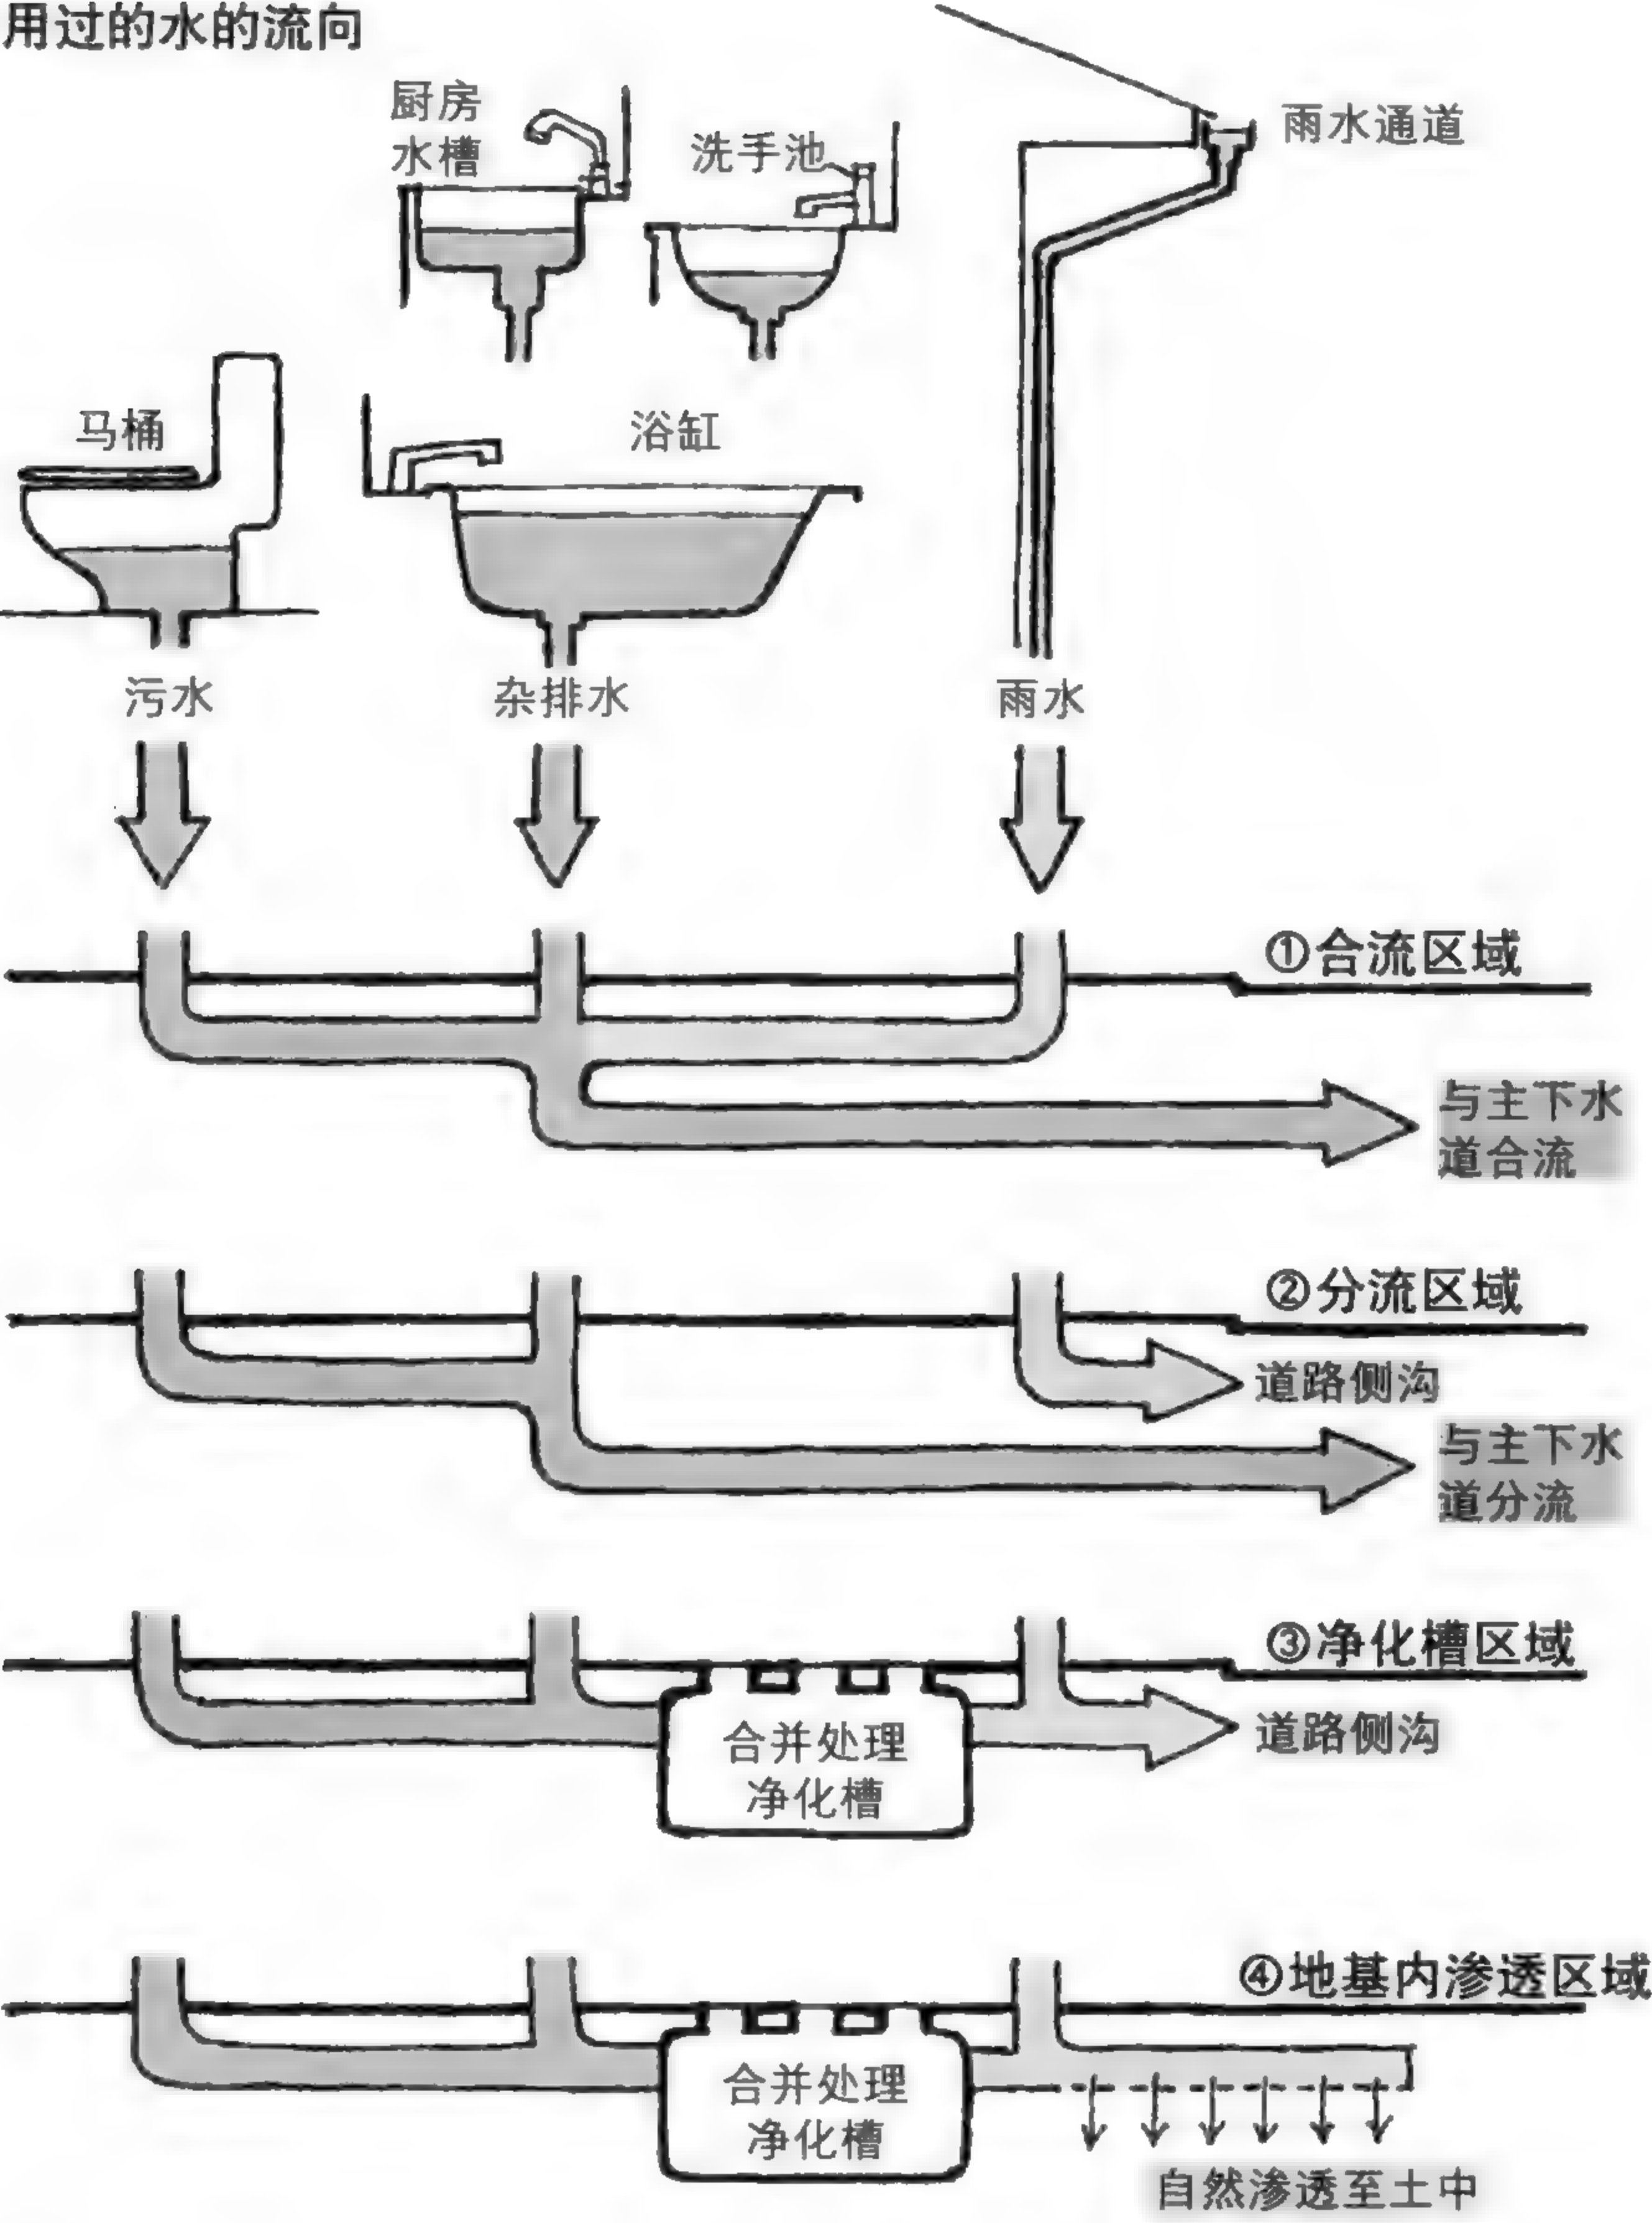 用过的水的流向
厨房
水槽
洗手池
雨水通道
马桶
浴缸
污水
杂排水
雨水
①合流区域
与主下水
道合流
②分流区域
道路侧沟
与主下水
道分流
③净化槽区域
合并处理
净化槽
道路侧沟
④地基内渗透区域
合并处理
净化槽
自然渗透至土中